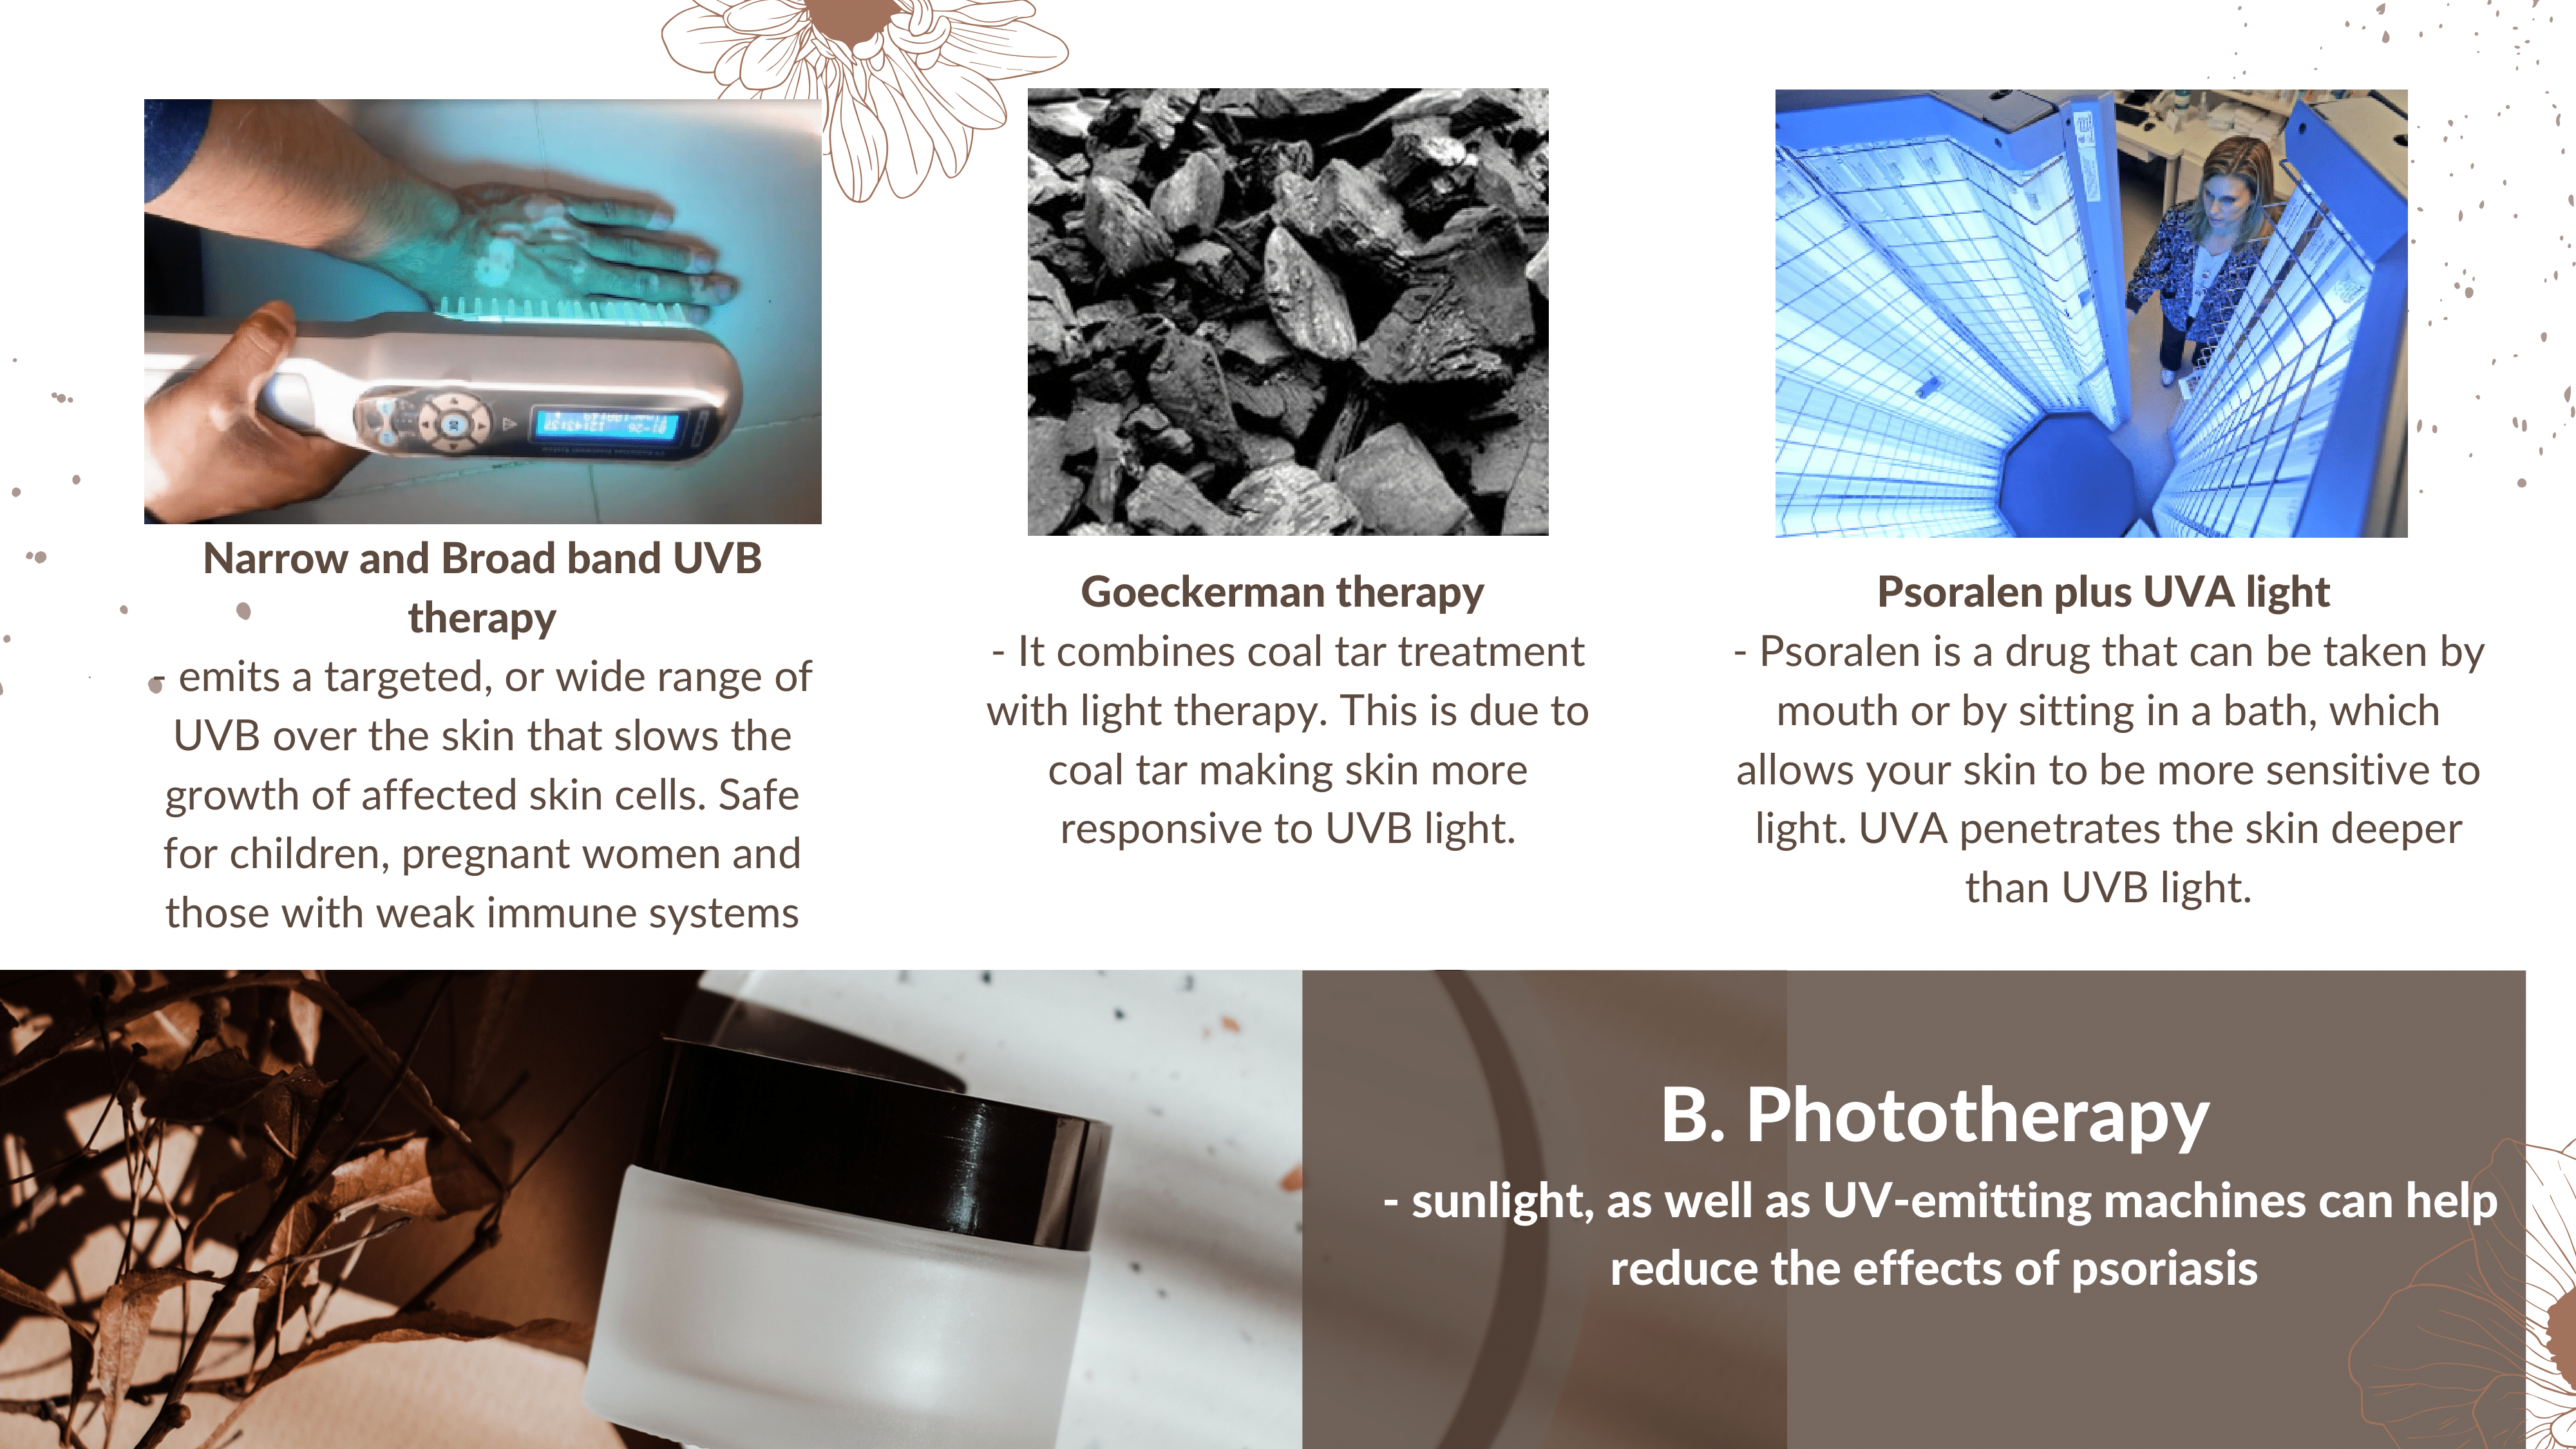 Narrow and Broad band UVB
therapy
- emits a targeted, or wide range of
UVB over the skin that slows the
growth of affected skin cells. Safe
for children, pregnant women and
those with weak immune systems
Goeckerman therapy
- It combines coal tar treatment
with light therapy. This is due to
coal tar making skin more
responsive to UVB light.
Psoralen plus UVA light
- Psoralen is a drug that can be taken by
mouth or by sitting in a bath, which
allows your skin to be more sensitive to
light. UVA penetrates the skin deeper
than UVB light.
B. Phototherapy
- sunlight, as well as UV-emitting machines can help
reduce the effects of psoriasis